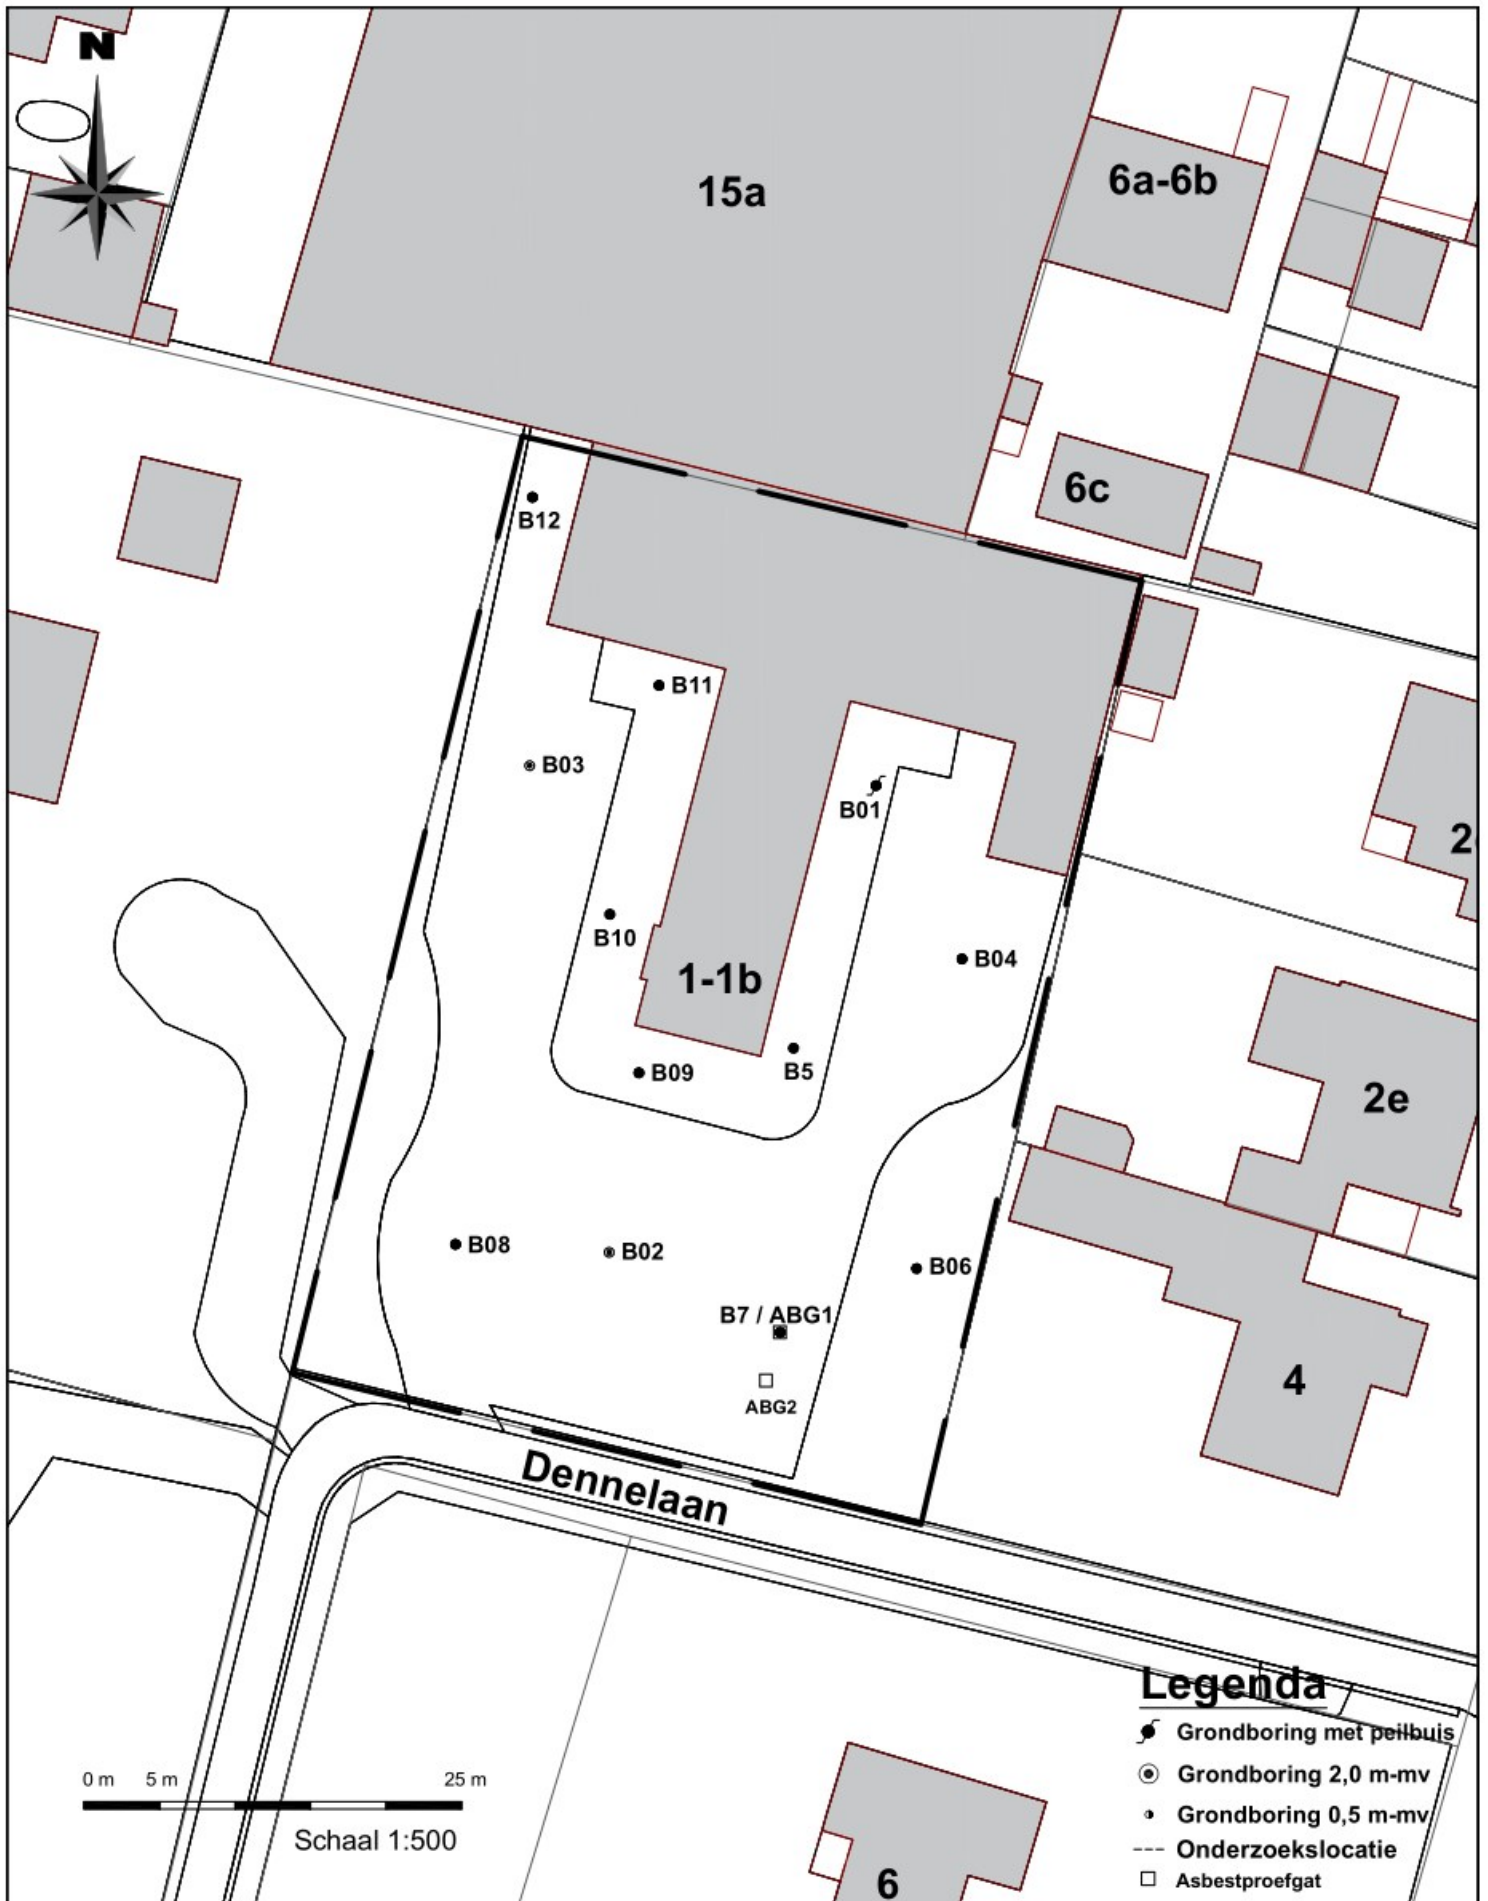 N
15a
6a-6b
6c
B12
B11
B03
B01
2
B10
B04
1-1b
B09
B5
2e
B08
B02
B06
B7 / ABG1
4
ABG2
Dennelaan
Legenda
Grondboring met peilbuis
Grondboring 2,0 m-mv
Grondboring 0,5 m-mv
Onderzoekslocatie
Asbestproefgat
0 m 5 m 25 m
Schaal 1:500
6